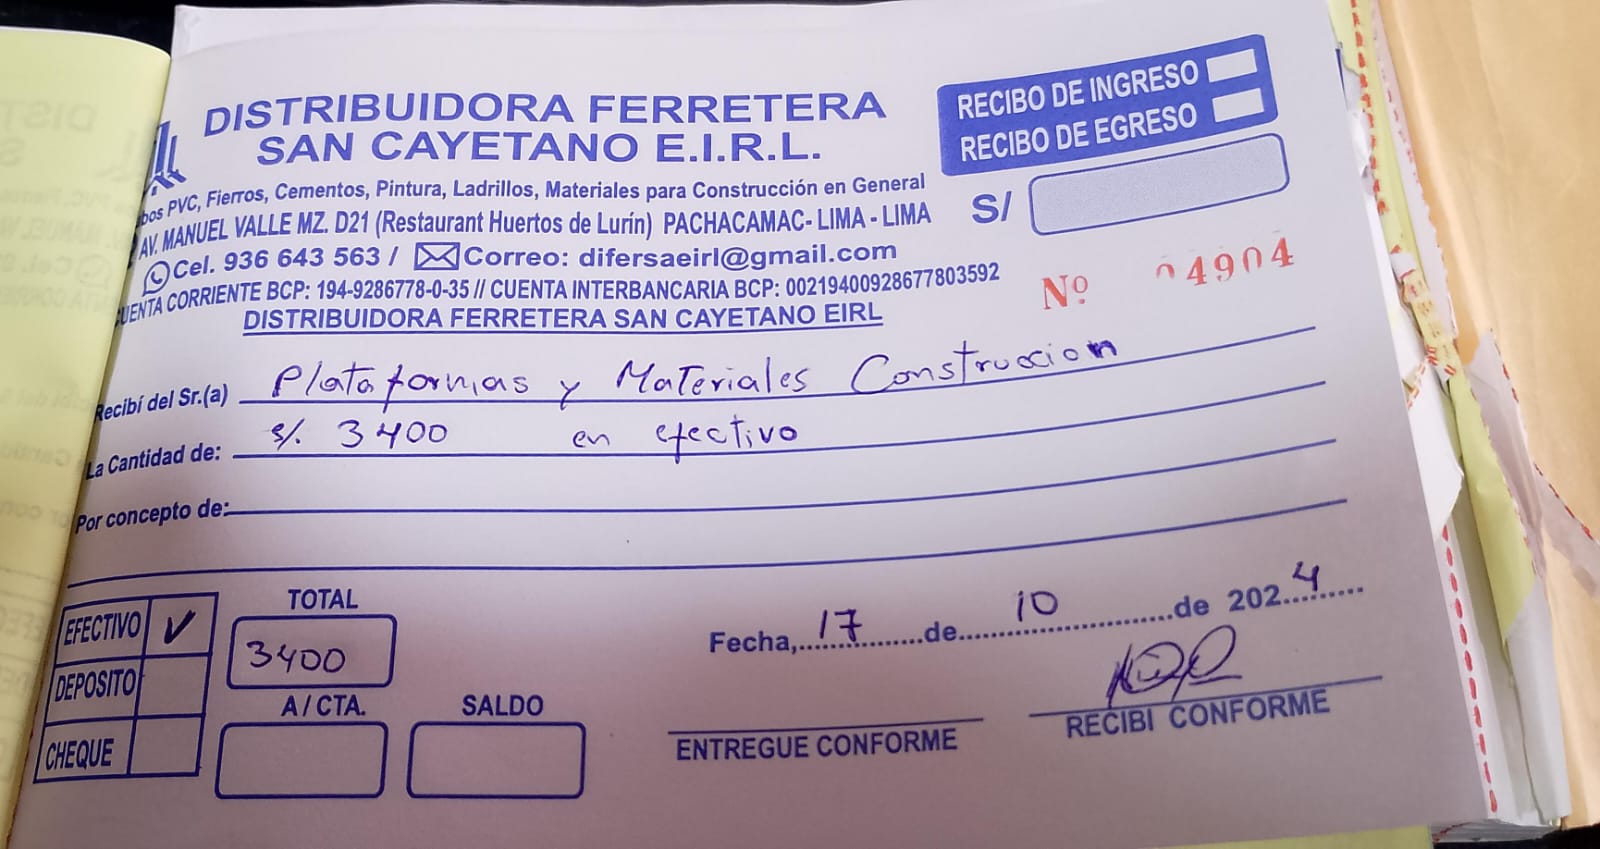 DISTRIBUIDORA FERRETERA
SAN CAYETANO E.I.R.L.
PVC, Fierros, Cementos, Pintura, Ladrillos, Materiales para Construcción en General
AV. MANUEL VALLE MZ. D21 (Restaurant Huertos de Lurín) PACHACAMAC- LIMA - LIMA
Cel. 936 643 563 / Correo: difersaeirl@gmail.com
CUENTA CORRIENTE BCP: 194-9286778-0-35 // CUENTA INTERBANCARIA BCP: 00219400928677803592
DISTRIBUIDORA FERRETERA SAN CAYETANO EIRL
RECIBO DE INGRESO
RECIBO DE EGRESO
S/
Nº 04904
Recibí del Sr.(a) Plataformas y Materiales Construccion
La Cantidad de: s/. 3400 en efectivo
Por concepto de:
EFECTIVO
DEPOSITO
CHEQUE
TOTAL
3400
A / CTA.
SALDO
Fecha, 17 de 10 de 2024
ENTREGUE CONFORME
RECIBI CONFORME